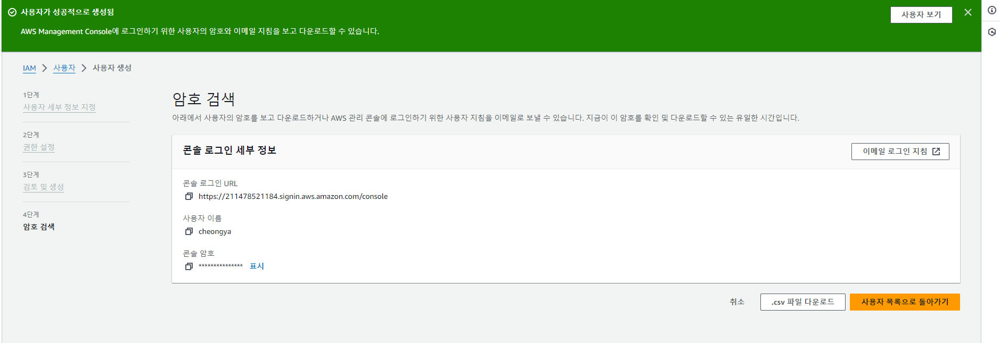 사용자가 성공적으로 생성됨
AWS Management Console에 로그인하기 위한 사용자의 암호와 이메일 지침을 보고 다운로드할 수 있습니다.
사용자 보기
IAM > 사용자 > 사용자 생성
1단계
사용자 세부 정보 지정
2단계
권한 설정
3단계
검토 및 생성
4단계
암호 검색
암호 검색
아래에서 사용자의 암호를 보고 다운로드하거나 AWS 관리 콘솔에 로그인하기 위한 사용자 지침을 이메일로 보낼 수 있습니다. 지금이 이 암호를 확인 및 다운로드할 수 있는 유일한 시간입니다.
콘솔 로그인 세부 정보
이메일 로그인 지침
콘솔 로그인 URL
https://211478521184.signin.aws.amazon.com/console
사용자 이름
cheongya
콘솔 암호
*************** 표시
취소
.csv 파일 다운로드
사용자 목록으로 돌아가기